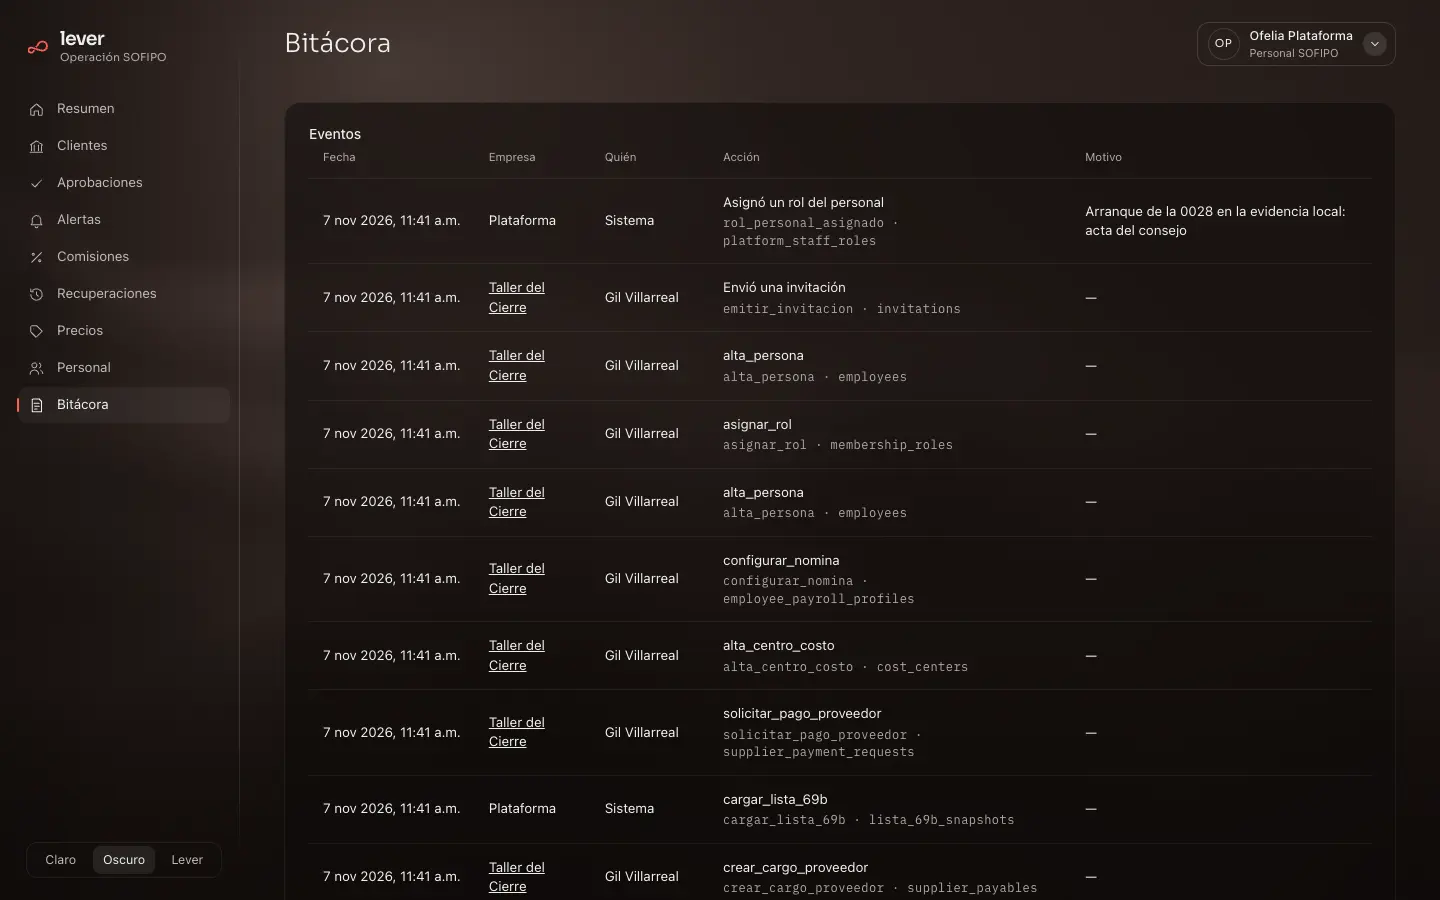 lever
Operación SOFIPO
Resumen
Clientes
Aprobaciones
Alertas
Comisiones
Recuperaciones
Precios
Personal
Bitácora
Claro Oscuro Lever
Bitácora
OP
Ofelia Plataforma
Personal SOFIPO
Eventos
Fecha Empresa Quién Acción Motivo
7 nov 2026, 11:41 a.m. Plataforma Sistema
Asignó un rol del personal
rol_personal_asignado ·
platform_staff_roles
Arranque de la 0028 en la evidencia local:
acta del consejo
7 nov 2026, 11:41 a.m.
Taller del
Cierre
Gil Villarreal
Envió una invitación
emitir_invitacion · invitations
—
7 nov 2026, 11:41 a.m.
Taller del
Cierre
Gil Villarreal
alta_persona
alta_persona · employees
—
7 nov 2026, 11:41 a.m.
Taller del
Cierre
Gil Villarreal
asignar_rol
asignar_rol · membership_roles
—
7 nov 2026, 11:41 a.m.
Taller del
Cierre
Gil Villarreal
alta_persona
alta_persona · employees
—
7 nov 2026, 11:41 a.m.
Taller del
Cierre
Gil Villarreal
configurar_nomina
configurar_nomina ·
employee_payroll_profiles
—
7 nov 2026, 11:41 a.m.
Taller del
Cierre
Gil Villarreal
alta_centro_costo
alta_centro_costo · cost_centers
—
7 nov 2026, 11:41 a.m.
Taller del
Cierre
Gil Villarreal
solicitar_pago_proveedor
solicitar_pago_proveedor ·
supplier_payment_requests
—
7 nov 2026, 11:41 a.m. Plataforma Sistema
cargar_lista_69b
cargar_lista_69b · lista_69b_snapshots
—
7 nov 2026, 11:41 a.m.
Taller del
Cierre
Gil Villarreal
crear_cargo_proveedor
crear_cargo_proveedor · supplier_payables
—